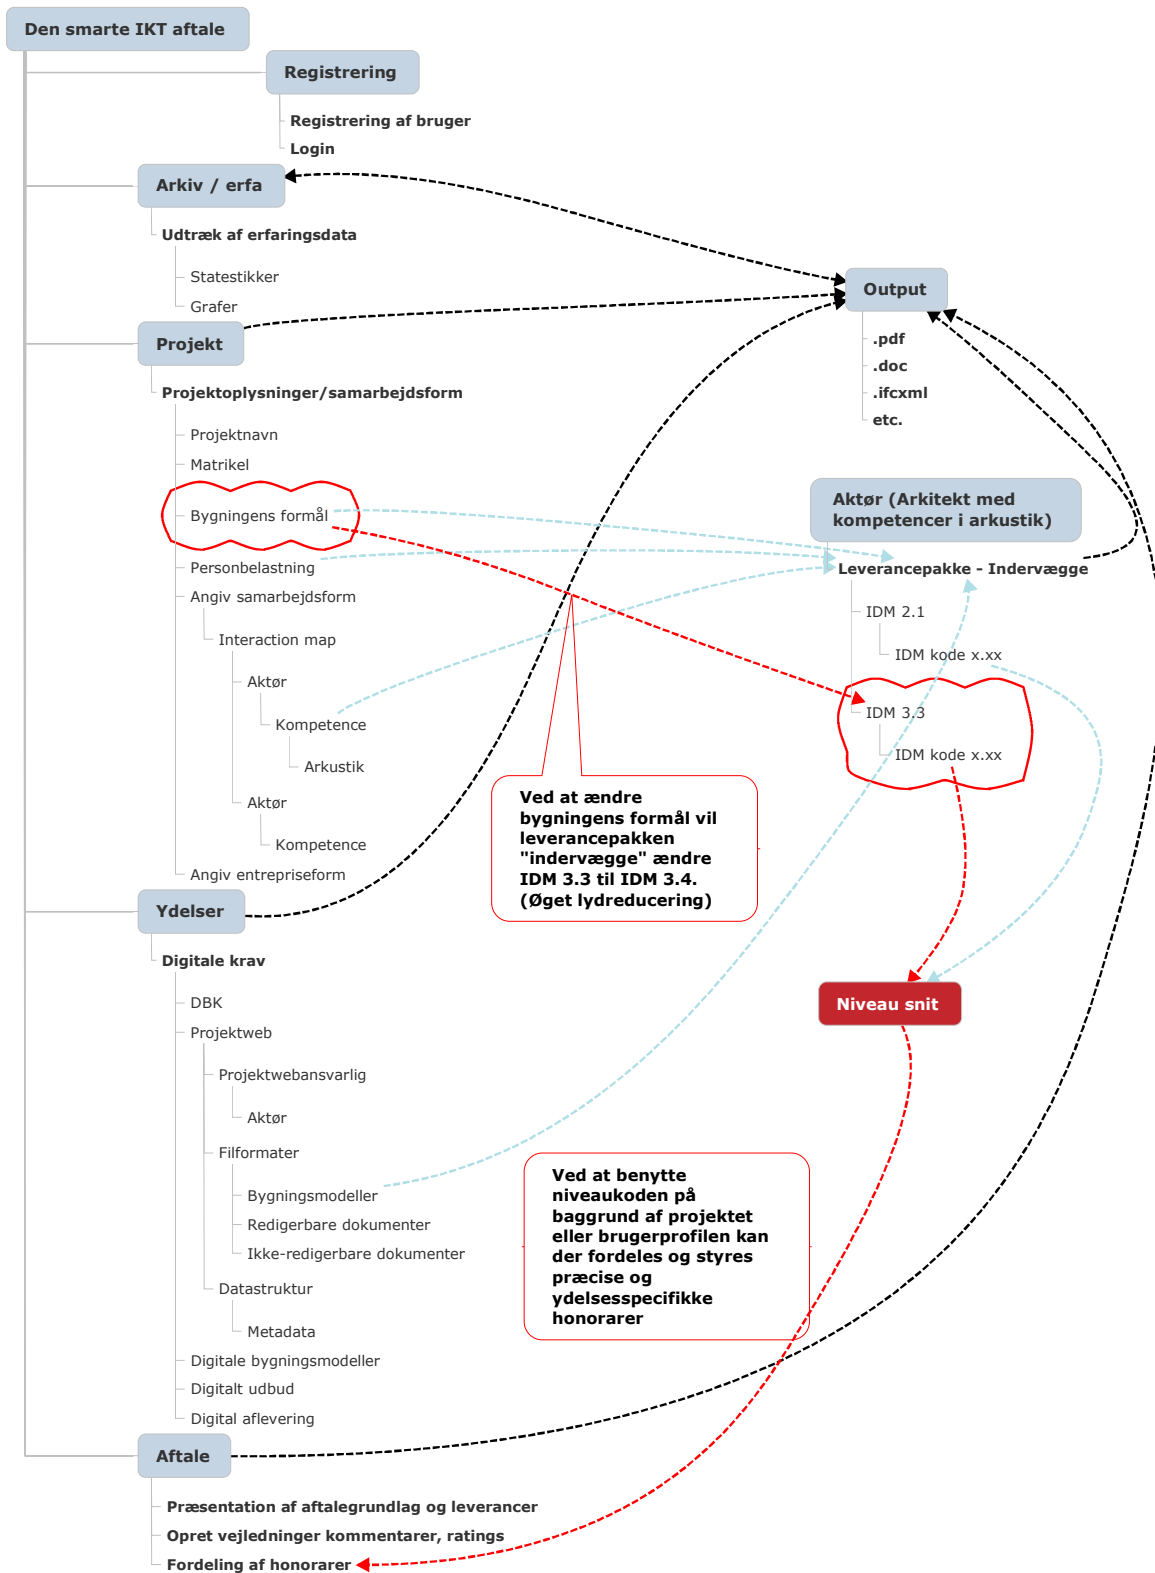 Den smarte IKT aftale
Registrering
Registrering af bruger
Login
Arkiv / erfa
Udtræk af erfaringsdata
Statestikker
Grafer
Projekt
Projektoplysninger/samarbejdsform
Projektnavn
Matrikel
Bygningens formål
Personbelastning
Angiv samarbejdsform
Interaction map
Aktør
Kompetence
Arkustik
Aktør
Kompetence
Angiv entrepriseform
Ydelser
Digitale krav
DBK
Projektweb
Projektwebansvarlig
Aktør
Filformater
Bygningsmodeller
Redigerbare dokumenter
Ikke-redigerbare dokumenter
Datastruktur
Metadata
Digitale bygningsmodeller
Digitalt udbud
Digital aflevering
Aftale
Præsentation af aftalegrundlag og leverancer
Opret vejledninger kommentarer, ratings
Fordeling af honorarer
Output
.pdf
.doc
.ifcxml
etc.
Aktør (Arkitekt med
kompetencer i arkustik)
Leverancepakke - Indervægge
IDM 2.1
IDM kode x.xx
IDM 3.3
IDM kode x.xx
Ved at ændre
bygningens formål vil
leverancepakken
"indervægge" ændre
IDM 3.3 til IDM 3.4.
(Øget lydreducering)
Niveau snit
Ved at benytte
niveaukoden på
baggrund af projektet
eller brugerprofilen kan
der fordeles og styres
præcise og
ydelsesspecifikke
honorarer